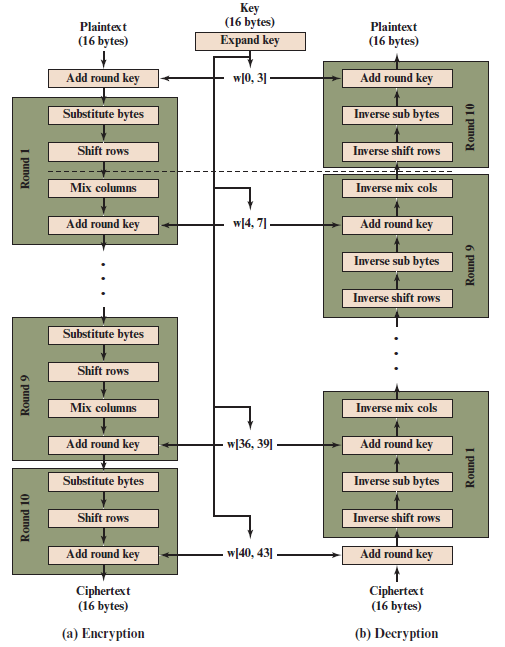 Key
(16 bytes)
Expand key
Plaintext
(16 bytes)
Add round key
Round 1
Substitute bytes
Shift rows
Mix columns
Add round key
Round 9
Substitute bytes
Shift rows
Mix columns
Add round key
Round 10
Substitute bytes
Shift rows
Add round key
Ciphertext
(16 bytes)
(a) Encryption
w[0, 3]
w[4, 7]
w[36, 39]
w[40, 43]
Plaintext
(16 bytes)
Add round key
Inverse sub bytes
Inverse shift rows
Round 10
Inverse mix cols
Add round key
Inverse sub bytes
Inverse shift rows
Round 9
Inverse mix cols
Add round key
Inverse sub bytes
Inverse shift rows
Round 1
Add round key
Ciphertext
(16 bytes)
(b) Decryption